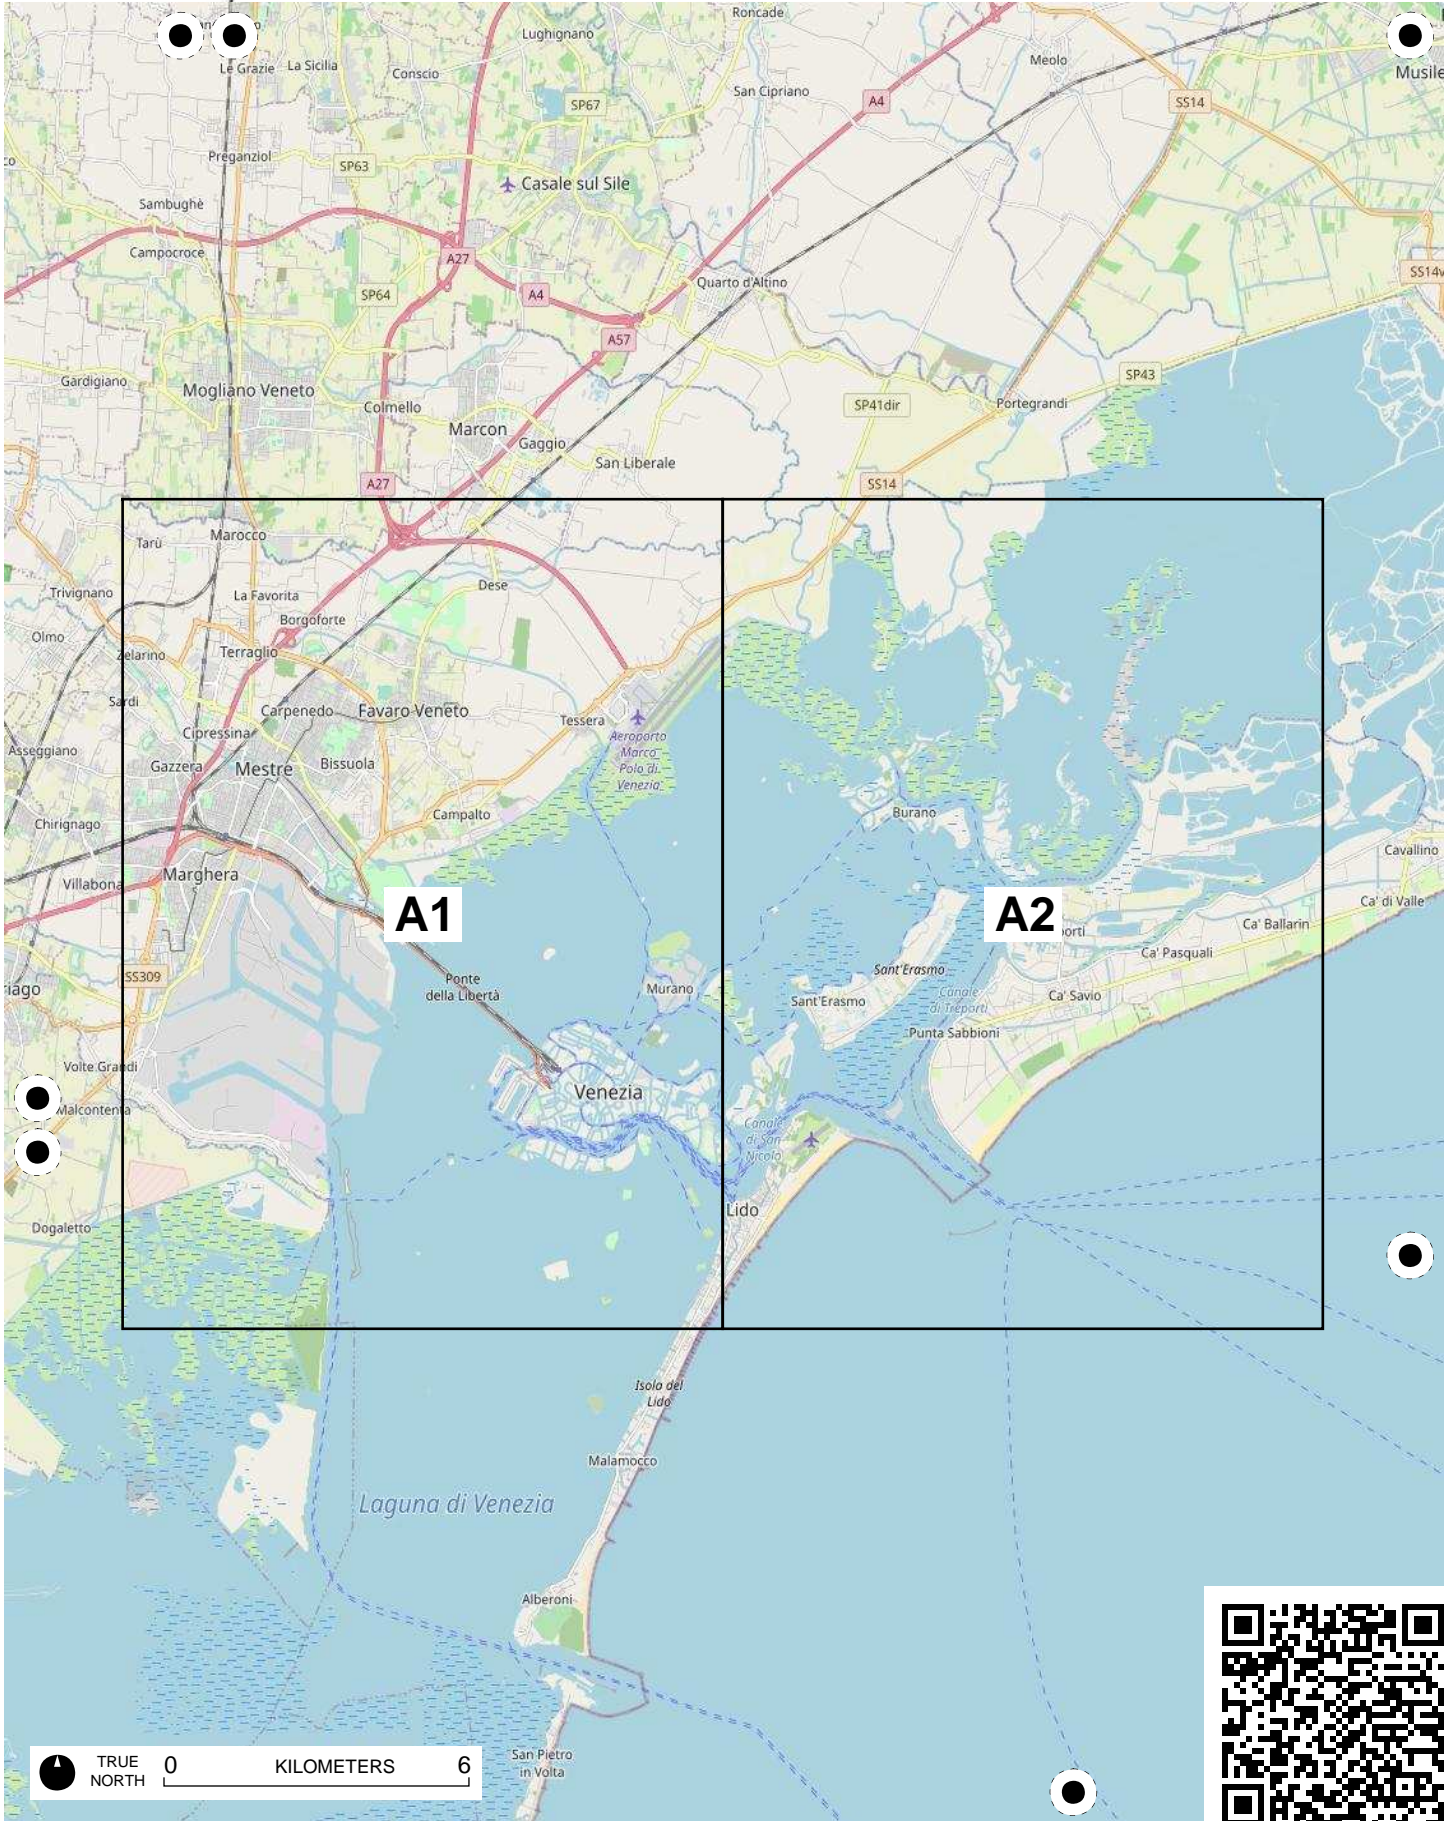 Roncade
Lughignano
Le Grazie
La Sicilia
Conscio
Meolo
Musile
San Cipriano
SP67
A4
SS14
Preganziol
SP63
Casale sul Sile
Sambughè
Campocroce
A27
SS14v
Quarto d'Altino
SP64
A4
A57
Gardigiano
Mogliano Veneto
SP43
Colmello
SP41dir
Portegrandi
Marcon
Gaggio
San Liberale
A27
SS14
Tarù
Marocco
Trivignano
Dese
La Favorita
Borgoforte
Olmo
Zelarino
Terraglio
Sardi
Carpenedo
Favaro Veneto
Tessera
Cipressina
Aeroporto
Marco
Polo di
Venezia
Asseggiano
Gazzera
Mestre
Bissuola
Chirignago
Campalto
Burano
Cavallino
Marghera
Villabona
A1
A2
Ca' di Valle
Ca' Ballarin
orti
Ca' Pasquali
SS309
iago
Ponte
della Libertà
Murano
Sant'Erasmo
Sant'Erasmo
Canale
di Treporti
Ca' Savio
Punta Sabbioni
Volte Grandi
Malcontenta
Venezia
Canale
di San
Nicolò
Dogaletto
Lido
Isola del
Lido
Malamocco
Laguna di Venezia
Alberoni
San Pietro
in Volta
TRUE
NORTH
0 KILOMETERS 6